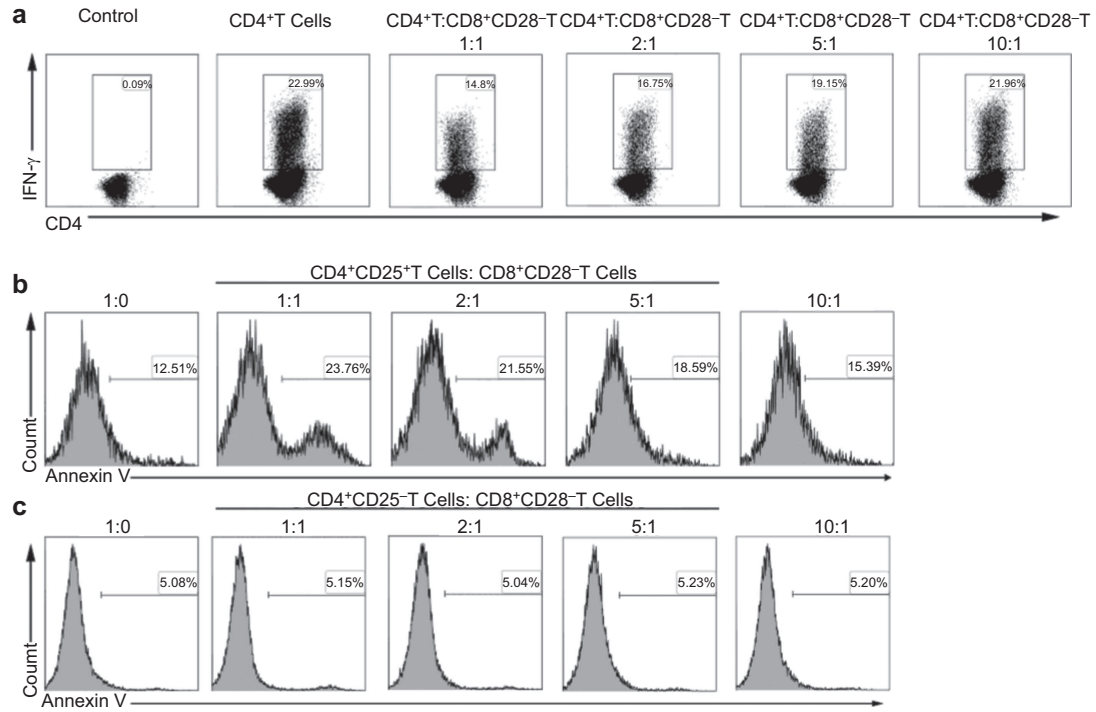 a
Control
CD4+T Cells
CD4+T:CD8+CD28–T
1:1
CD4+T:CD8+CD28–T
2:1
CD4+T:CD8+CD28–T
5:1
CD4+T:CD8+CD28–T
10:1
0.09%
22.99%
14.8%
16.75%
19.15%
21.96%
IFN-γ
CD4
b
CD4+CD25+T Cells: CD8+CD28–T Cells
1:0
1:1
2:1
5:1
10:1
12.51%
23.76%
21.55%
18.59%
15.39%
Coumt
Annexin V
c
CD4+CD25–T Cells: CD8+CD28–T Cells
1:0
1:1
2:1
5:1
10:1
5.08%
5.15%
5.04%
5.23%
5.20%
Coumt
Annexin V